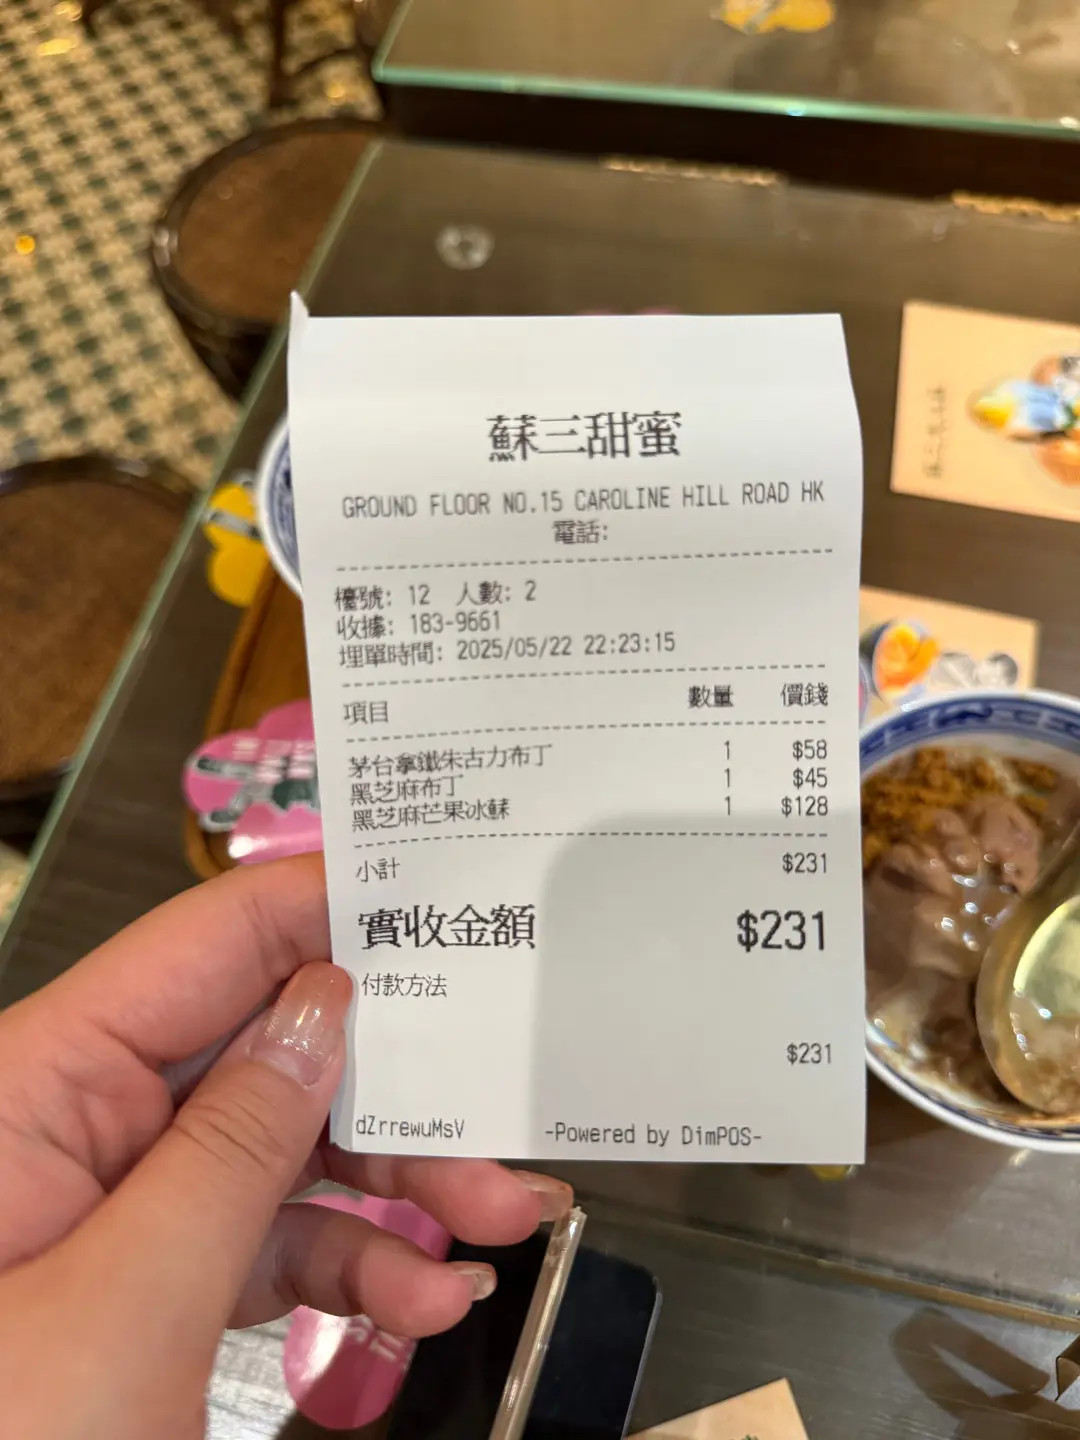 蘇三甜蜜
GROUND FLOOR NO.15 CAROLINE HILL ROAD HK
電話:
檯號: 12 人數: 2
收據: 183-9661
埋單時間: 2025/05/22 22:23:15
項目 數量 價錢
茅台拿鐵朱古力布丁 1 $58
黑芝麻布丁 1 $45
黑芝麻芒果冰蘇 1 $128
小計 $231
實收金額 $231
付款方法
$231
dZrrewuMsV -Powered by DimPOS-